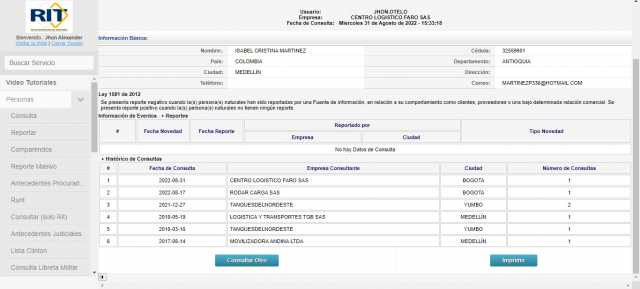 RIT
Bienvenido: Jhon Alexander
Visitar su Perfil | Cerrar Sesión
Buscar Servicio
Video Tutoriales
Personas
Consulta
Reportar
Comparendos
Reporte Masivo
Antecedentes Procurad..
Runt
Consultar (solo Rit)
Antecedentes Judiciales
Lista Clinton
Consulta Libreta Militar
Usuario: JHON.OTELO
Empresa: CENTRO LOGISTICO FARO SAS
Fecha de Consulta: Miercoles 31 de Agosto de 2022 - 15:33:18
Información Básica:
Nombre: ISABEL CRISTINA MARTINEZ Cédula: 32559801
País: COLOMBIA Departamento: ANTIOQUIA
Ciudad: MEDELLIN Dirección:
Teléfono: Correo: MARTINEZP336@HOTMAIL.COM
Ley 1581 de 2012
Se presenta reporte negativo cuando la(s) persona(s) naturales han sido reportadas por una Fuente de información, en relación a su comportamiento como clientes, proveedores o una bajo determinada relación comercial. Se
presenta reporte positivo cuando la(s) persona(s) naturales no tienen ningún reporte.
Información de Eventos • Reportes
# Fecha Novedad Fecha Reporte Reportado por Tipo Novedad
Empresa Ciudad
No hay Datos de Consulta
• Histórico de Consultas
# Fecha de Consulta Empresa Consultante Ciudad Número de Consultas
1 2022-08-31 CENTRO LOGISTICO FARO SAS BOGOTA 1
2 2022-08-17 RODAR CARGA SAS BOGOTA 1
3 2021-12-27 TANQUESDELNORDESTE YUMBO 2
4 2018-05-19 LOGISTICA Y TRANSPORTES TGB SAS MEDELLIN 1
5 2018-03-16 TANQUESDELNORDESTE YUMBO 1
6 2017-08-14 MOVILIZADORA ANDINA LTDA MEDELLIN 1
Consultar Otro
Imprimir